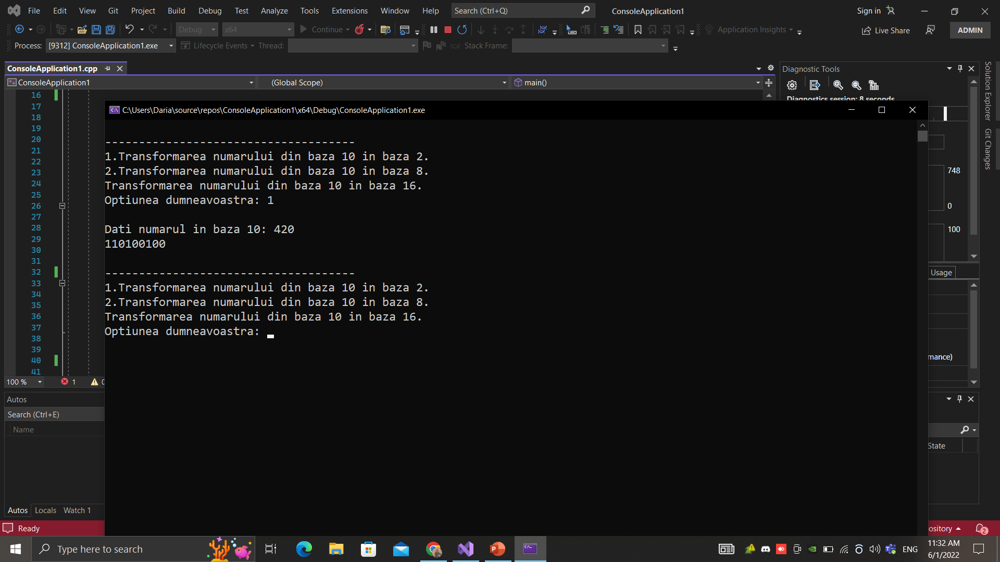 File Edit View Git Project Build Debug Test Analyze Tools Extensions Window Help Search (Ctrl+Q) ConsoleApplication1 Sign in
Debug x64 Continue Application Insights Live Share ADMIN
Process: [9312] ConsoleApplication1.exe Lifecycle Events Thread: Stack Frame:
ConsoleApplication1.cpp
ConsoleApplication1 (Global Scope) main()
Diagnostic Tools
Diagnostics session: 8 seconds
Solution Explorer
Git Changes
16
17
18
19
20
21
22
23
24
25
26
27
28
29
30
31
32
33
34
35
36
37
38
39
40
41
C:\Users\Daria\source\repos\ConsoleApplication1\x64\Debug\ConsoleApplication1.exe
-------------------------------------
1.Transformarea numarului din baza 10 in baza 2.
2.Transformarea numarului din baza 10 in baza 8.
Transformarea numarului din baza 10 in baza 16.
Optiunea dumneavoastra: 1
Dati numarul in baza 10: 420
110100100
-------------------------------------
1.Transformarea numarului din baza 10 in baza 2.
2.Transformarea numarului din baza 10 in baza 8.
Transformarea numarului din baza 10 in baza 16.
Optiunea dumneavoastra:
748
0
100
Usage
mance)
State
100 % 1 0
Autos
Search (Ctrl+E)
Name
Autos Locals Watch 1
Ready
ository 2
Type here to search
ENG
11:32 AM
6/1/2022